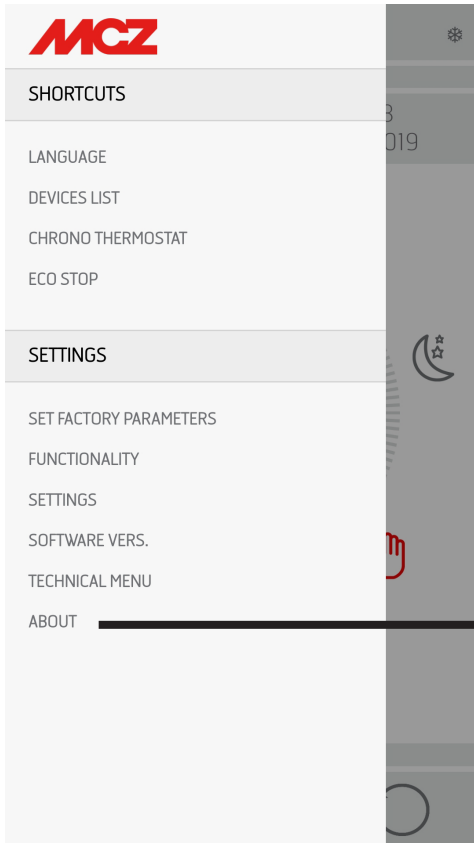 MCZ
SHORTCUTS
LANGUAGE
DEVICES LIST
CHRONO THERMOSTAT
ECO STOP
SETTINGS
SET FACTORY PARAMETERS
FUNCTIONALITY
SETTINGS
SOFTWARE VERS.
TECHNICAL MENU
ABOUT